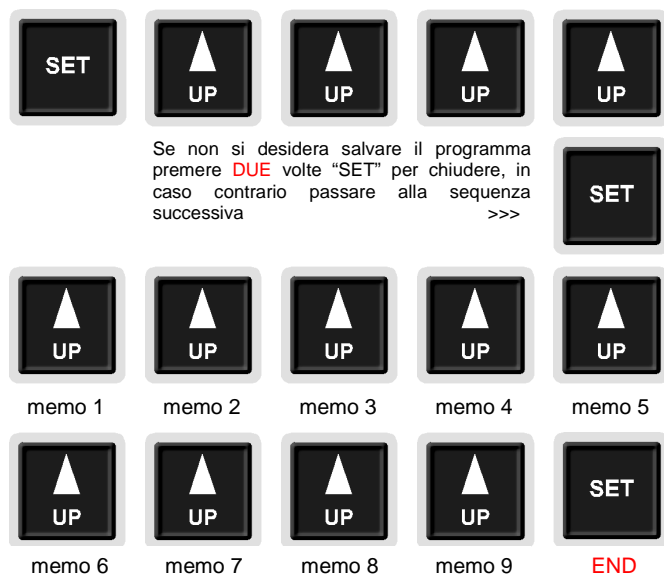 SET UP UP UP UP
Se non si desidera salvare il programma
premere DUE volte “SET” per chiudere, in
caso contrario passare alla sequenza
successiva >>>
SET
UP UP UP UP UP
memo 1 memo 2 memo 3 memo 4 memo 5
UP UP UP UP SET
memo 6 memo 7 memo 8 memo 9 END